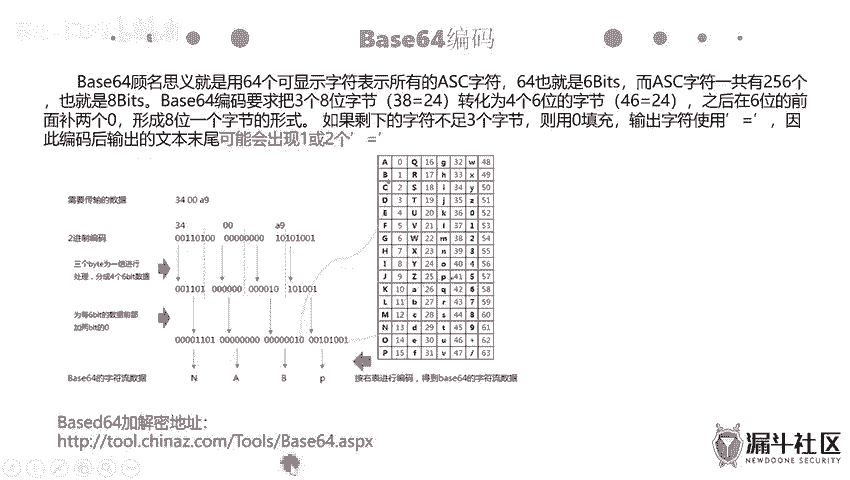 Base64编码
Base64顾名思义就是用64个可显示字符表示所有的ASC字符，64也就是6Bits，而ASC字符一共有256个
，也就是8Bits。Base64编码要求把3个8位字节（38=24）转化为4个6位的字节（46=24），之后在6位的前
面补两个0，形成8位一个字节的形式。 如果剩下的字符不足3个字节，则用0填充，输出字符使用’=’，因
此编码后输出的文本末尾可能会出现1或2个’=’
需要传输的数据 34 00 a9
34 00 a9
2进制编码 00110100 00000000 10101001
三个byte为一组进行
处理，分成4个6bit数据
001101 000000 000010 101001
为每6bit的数据前部
加两bit的0
00001101 00000000 00000010 00101001
Base64的字符流数据 N A B p 按右表进行编码，得到base64的字符流数据
A 0 Q 16 g 32 w 48
B 1 R 17 h 33 x 49
C 2 S 18 i 34 y 50
D 3 T 19 j 35 z 51
E 4 U 20 k 36 0 52
F 5 V 21 l 37 1 53
G 6 W 22 m 38 2 54
H 7 X 23 n 39 3 55
I 8 Y 24 o 40 4 56
J 9 Z 25 p 41 5 57
K 10 a 26 q 42 6 58
L 11 b 27 r 43 7 59
M 12 c 28 s 44 8 60
N 13 d 29 t 45 9 61
O 14 e 30 u 46 + 62
P 15 f 31 v 47 / 63
Based64加解密地址：
http://tool.chinaz.com/Tools/Base64.aspx
漏斗社区
NEWDOONE SECURITY